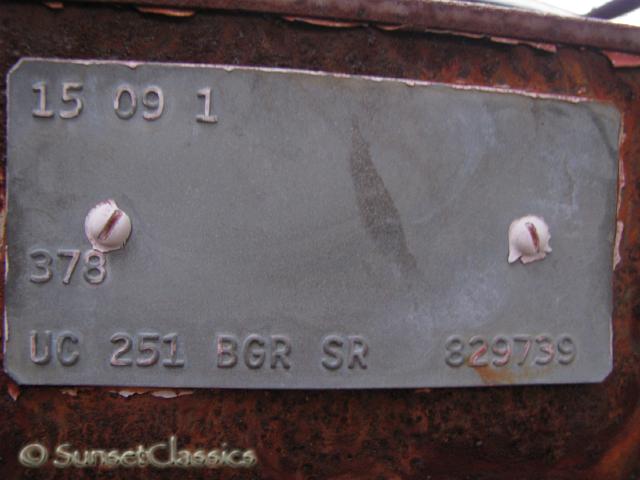 15 09 1
378
UC 251 BGR SR 829739
© SunsetClassics